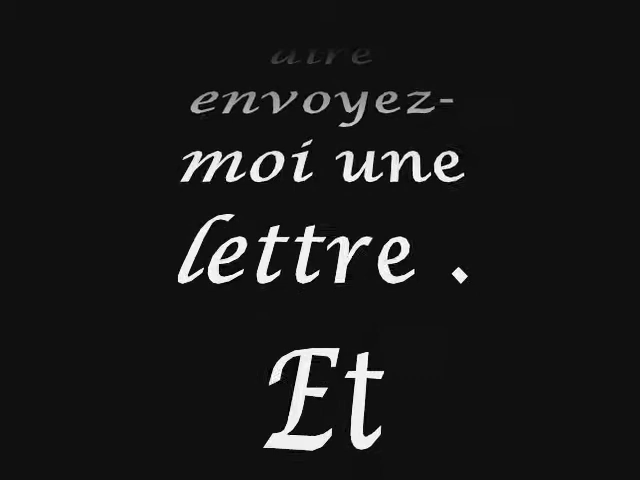 envoyez-
moi une
lettre .
Et